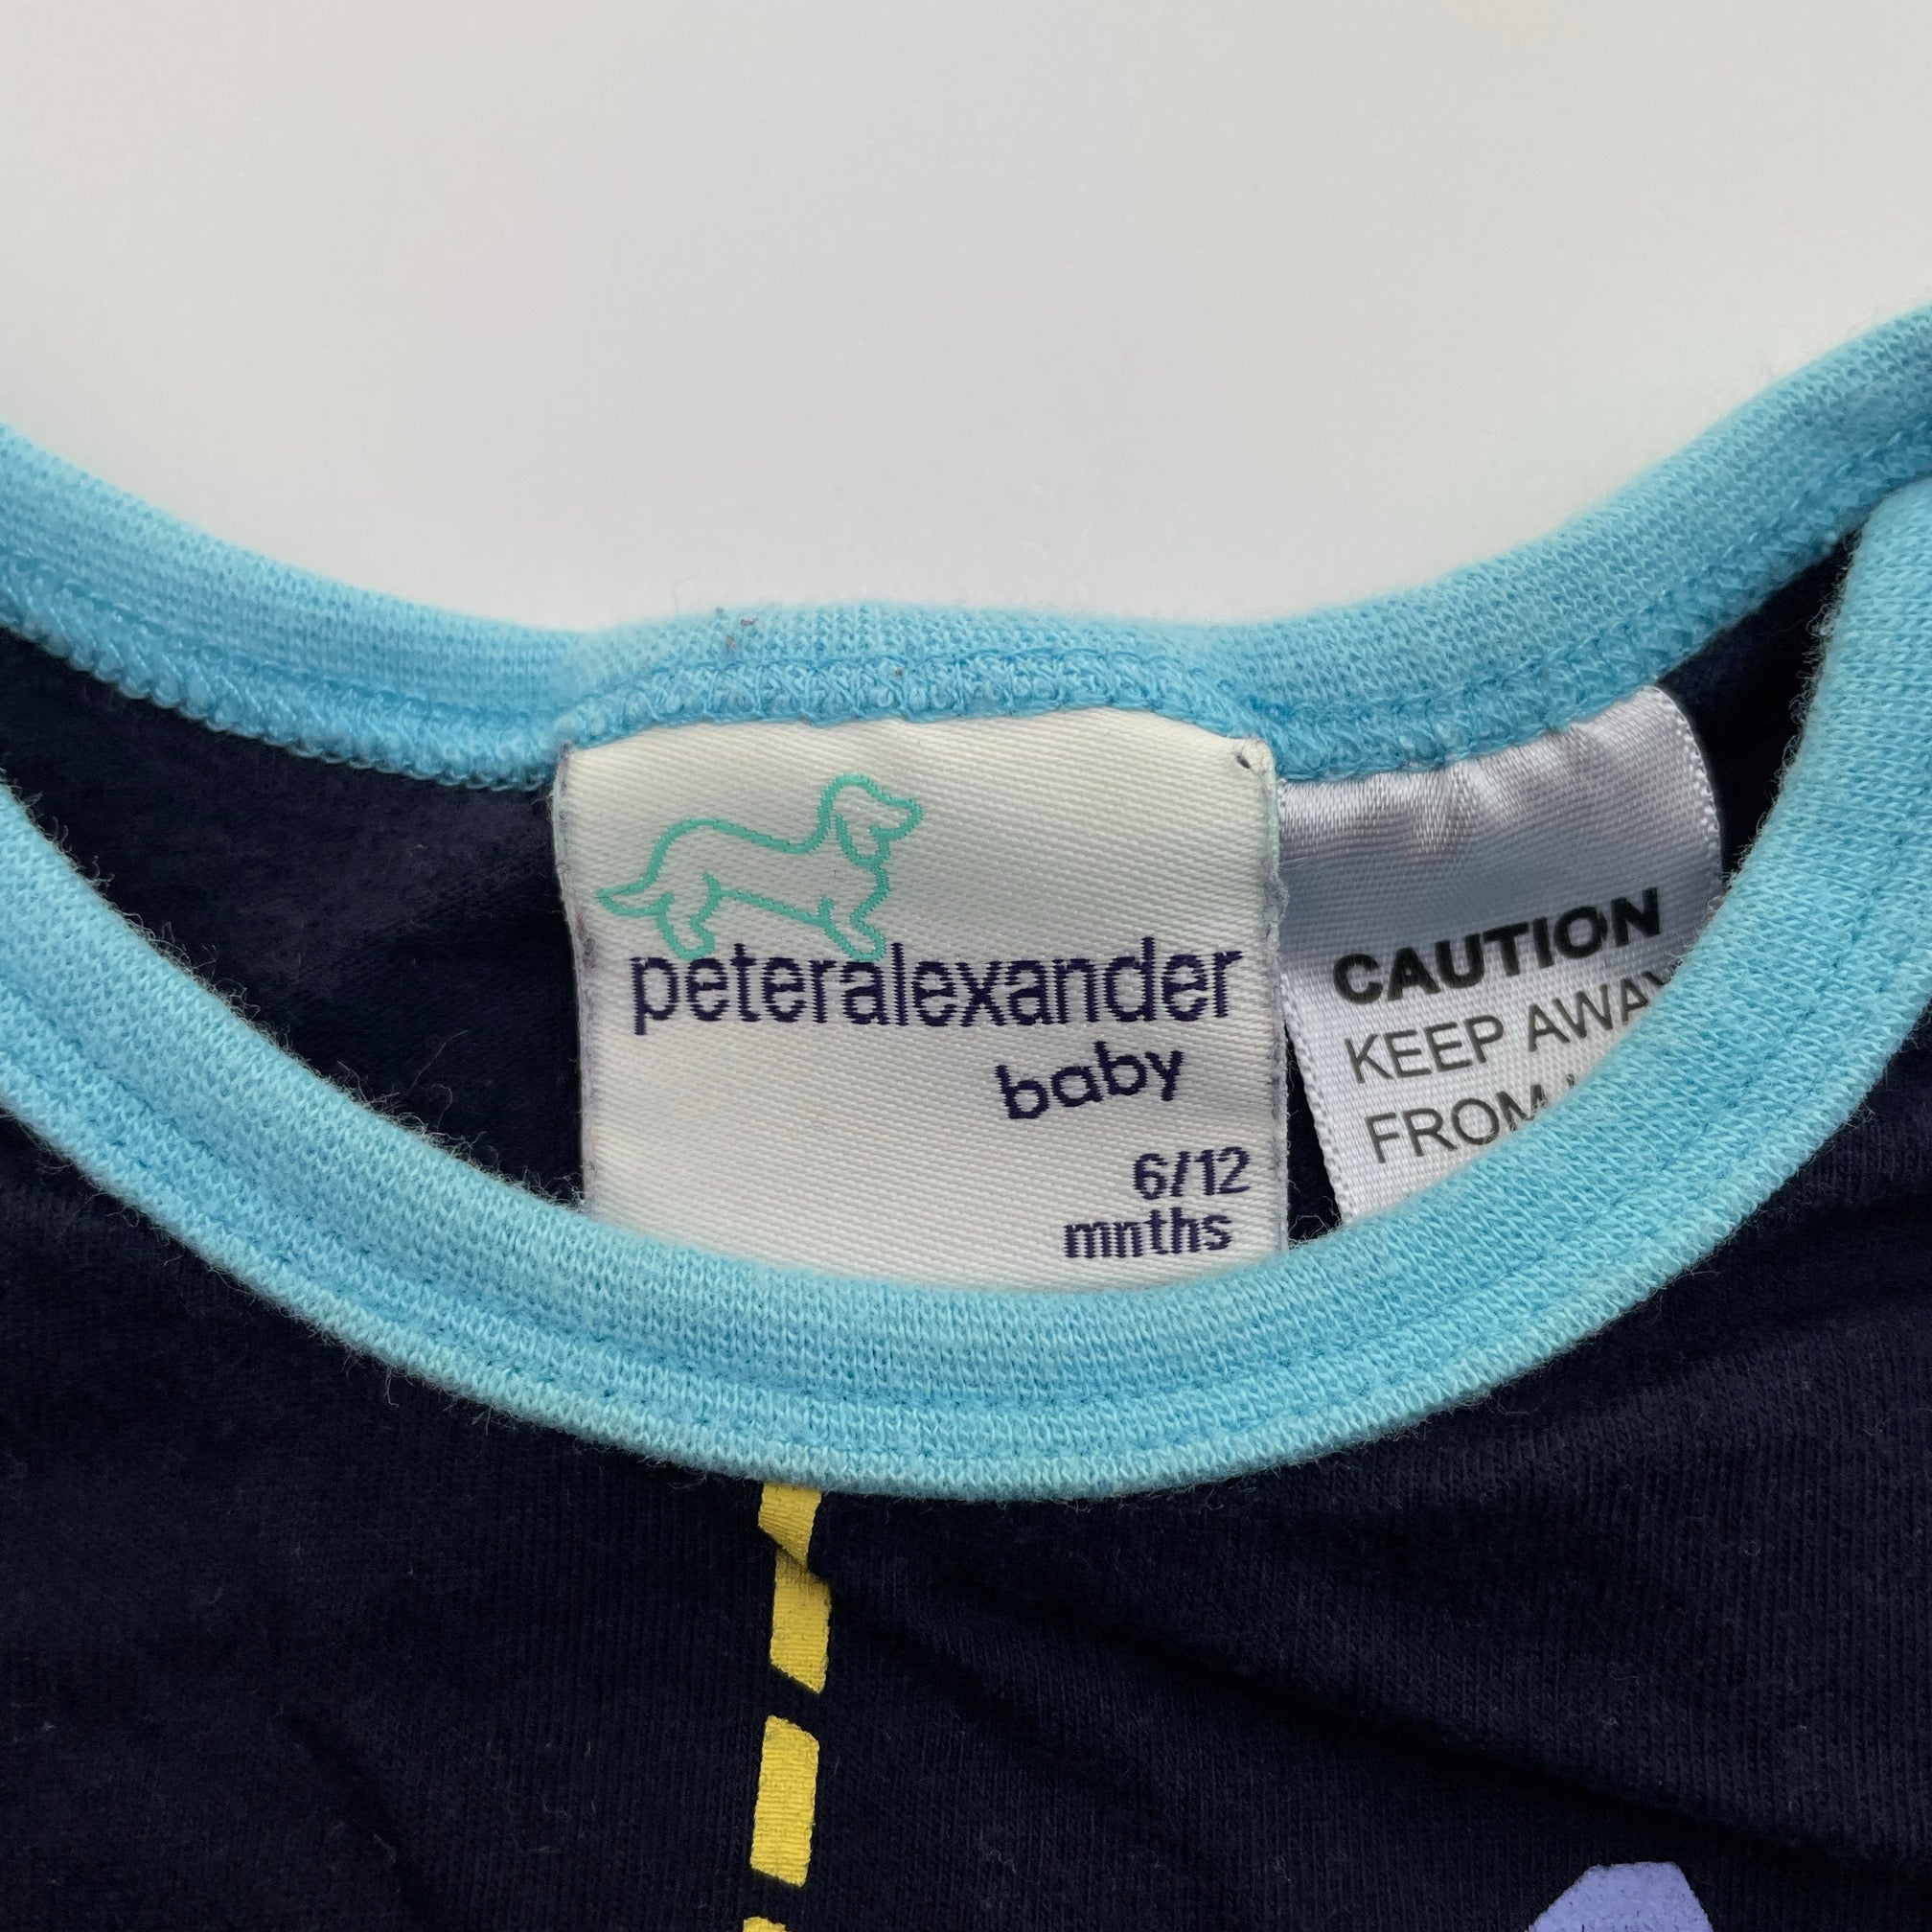 peteralexander
baby
6/12
mnths
CAUTION
KEEP AWAY
FROM